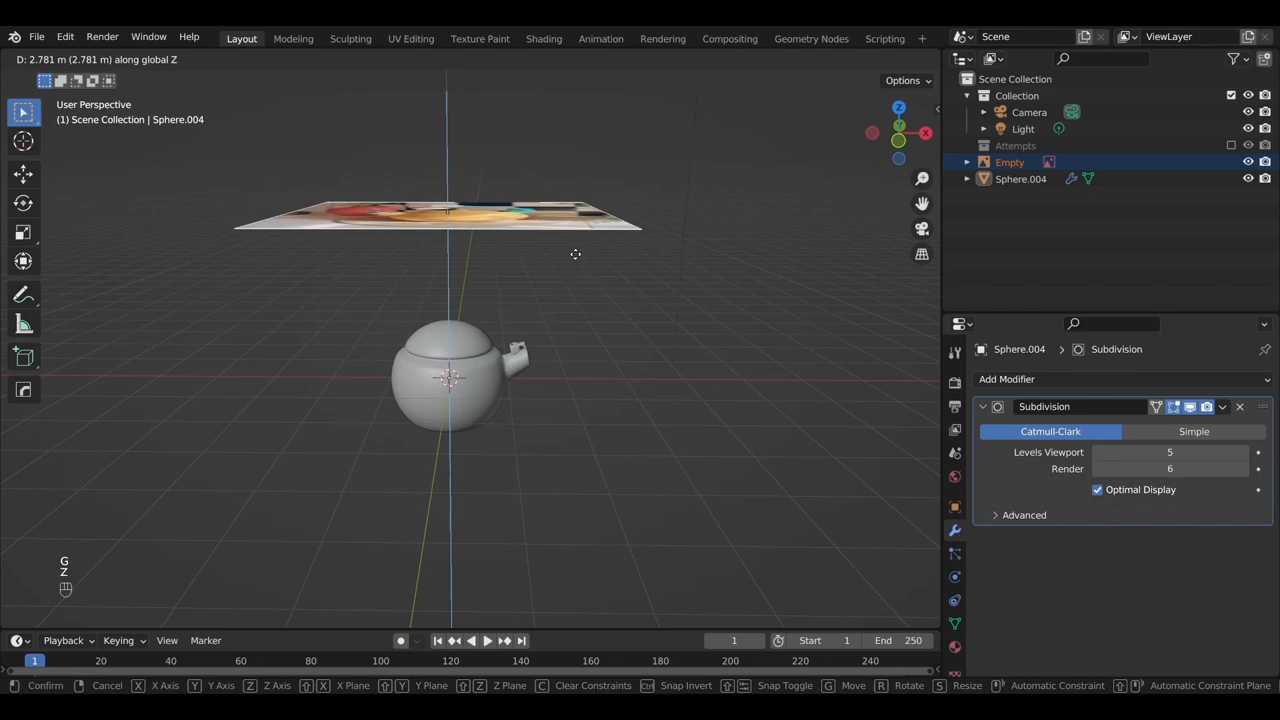 File Edit Render Window Help Layout Modeling Sculpting UV Editing Texture Paint Shading Animation Rendering Compositing Geometry Nodes Scripting + Scene ViewLayer
D: 2.781 m (2.781 m) along global Z
Options
User Perspective
(1) Scene Collection | Sphere.004
Z
Y
X
G
Z
Scene Collection
Collection
Camera
Light
Attempts
Empty
Sphere.004
Sphere.004 > Subdivision
Add Modifier
Subdivision
Catmull-Clark Simple
Levels Viewport 5
Render 6
Optimal Display
Advanced
Playback Keying View Marker 1 Start 1 End 250
1 20 40 60 80 100 120 140 160 180 200 220 240
Confirm Cancel X X Axis Y Y Axis Z Z Axis X X Plane Y Y Plane Z Z Plane C Clear Constraints Ctrl Snap Invert Snap Toggle G Move R Rotate S Resize Automatic Constraint Automatic Constraint Plane